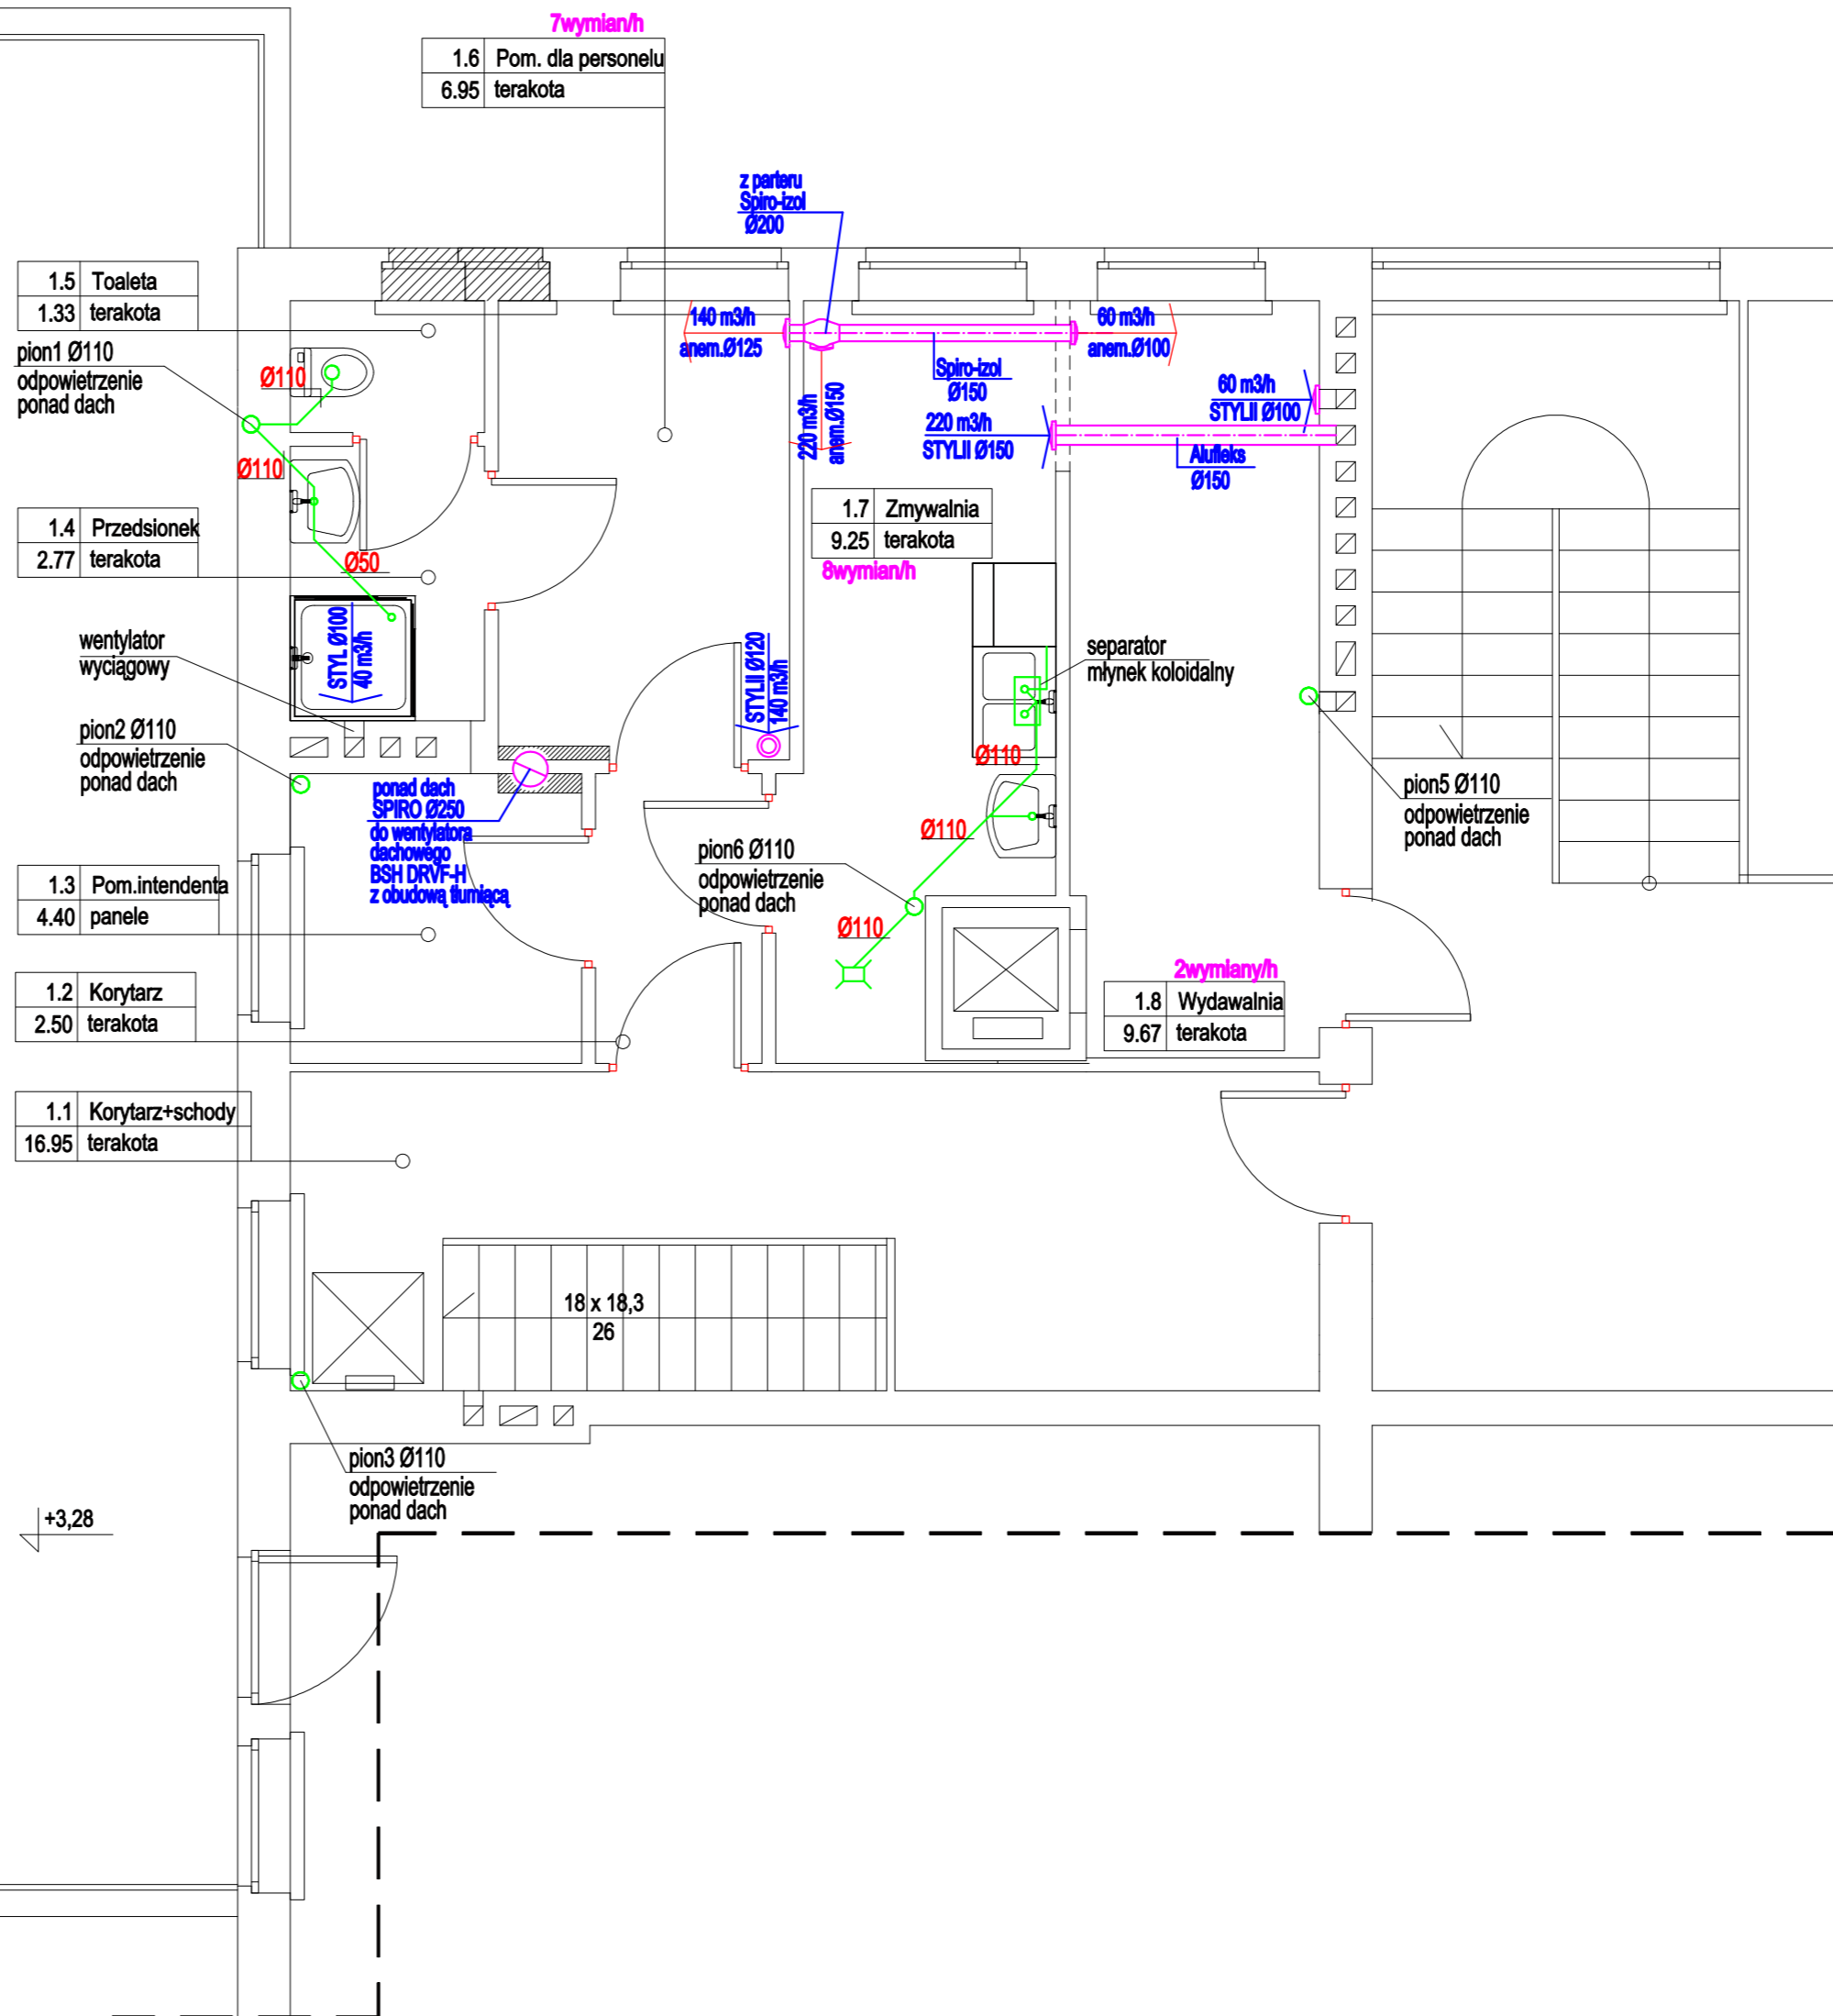 7wymian/h
1.6 Pom. dla personelu
6.95 terakota
z parteru
Spiro-izol
Ø200
1.5 Toaleta
1.33 terakota
pion1 Ø110
odpowietrzenie
ponad dach
Ø110
Ø110
140 m3/h
anem.Ø125
60 m3/h
anem.Ø100
Spiro-izol
Ø150
220 m3/h
anem.Ø150
60 m3/h
STYLII Ø100
220 m3/h
STYLII Ø150
Alufleks
Ø150
1.7 Zmywalnia
9.25 terakota
8wymian/h
1.4 Przedsionek
2.77 terakota
Ø50
STYL Ø100
40 m3/h
wentylator
wyciągowy
STYLII Ø120
140 m3/h
separator
młynek koloidalny
pion2 Ø110
odpowietrzenie
ponad dach
Ø110
ponad dach
SPIRO Ø250
do wentylatora
dachowego
BSH DRVF-H
z obudową tłumiącą
pion5 Ø110
odpowietrzenie
ponad dach
Ø110
pion6 Ø110
odpowietrzenie
ponad dach
1.3 Pom.intendenta
4.40 panele
Ø110
2wymiany/h
1.8 Wydawalnia
9.67 terakota
1.2 Korytarz
2.50 terakota
1.1 Korytarz+schody
16.95 terakota
18 x 18,3
26
pion3 Ø110
odpowietrzenie
ponad dach
+3,28